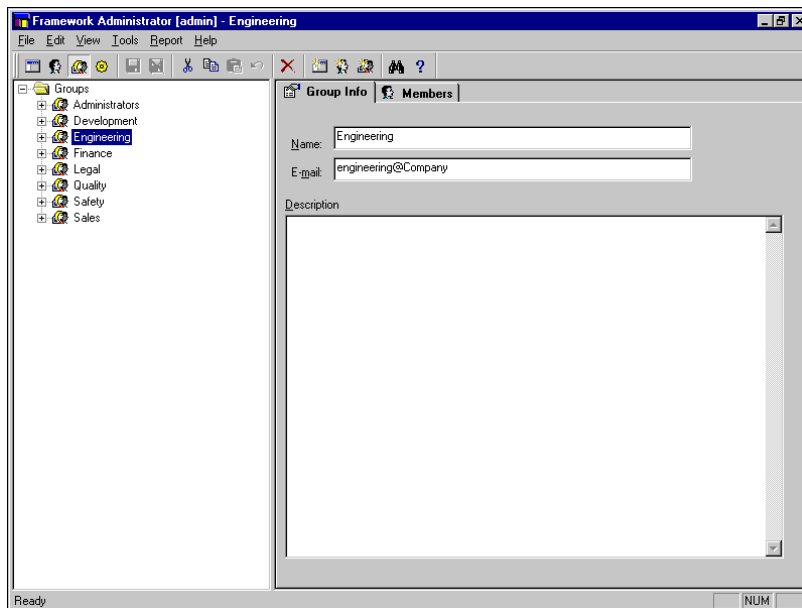 Framework Administrator [admin] - Engineering
File Edit View Tools Report Help
Groups
Administrators
Development
Engineering
Finance
Legal
Quality
Safety
Sales
Group Info
Members
Name: Engineering
E-mail: engineering@Company
Description
Ready
NUM